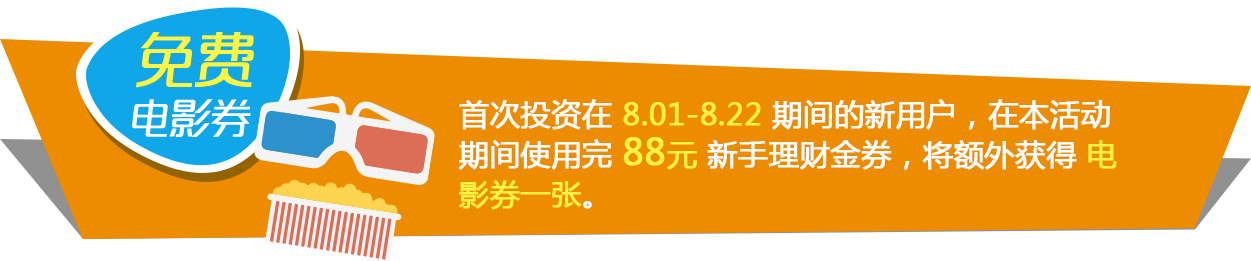 免费
电影券
首次投资在 8.01-8.22 期间的新用户，在本活动
期间使用完 88元 新手理财金券，将额外获得 电
影券一张。